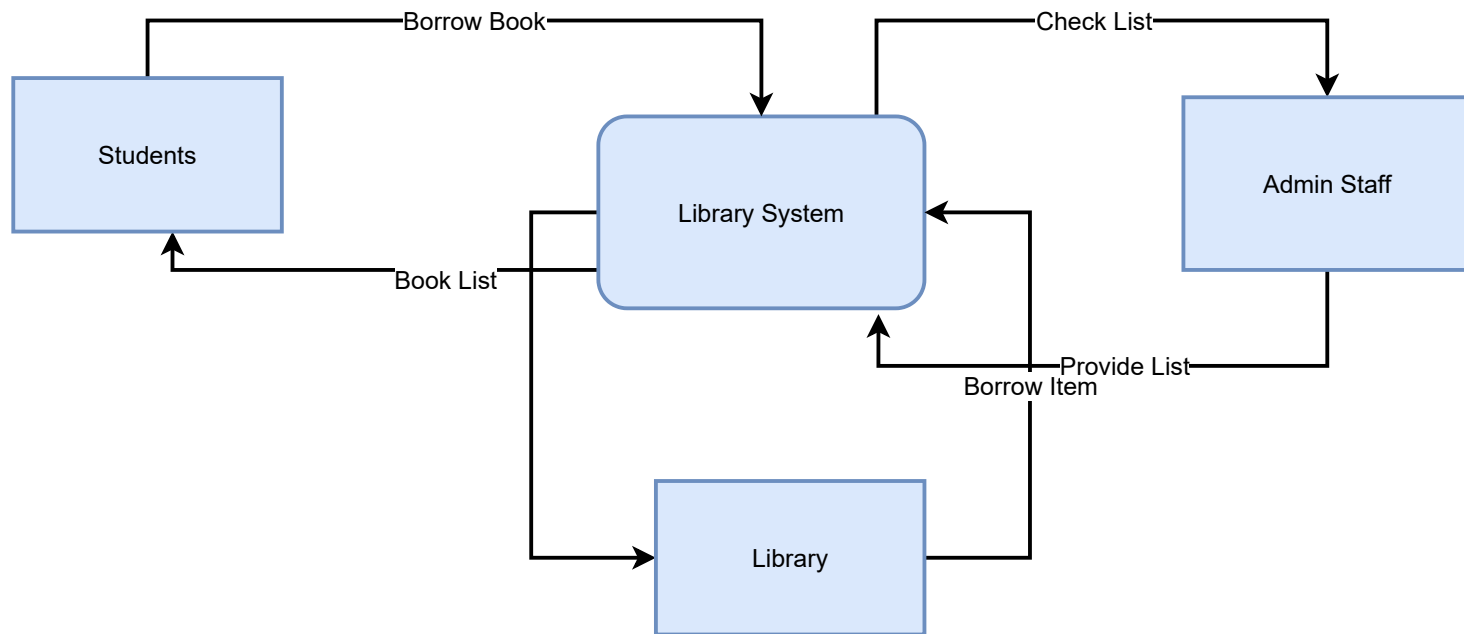 Borrow Book
Check List
Students
Library System
Admin Staff
Book List
Provide List
Borrow Item
Library